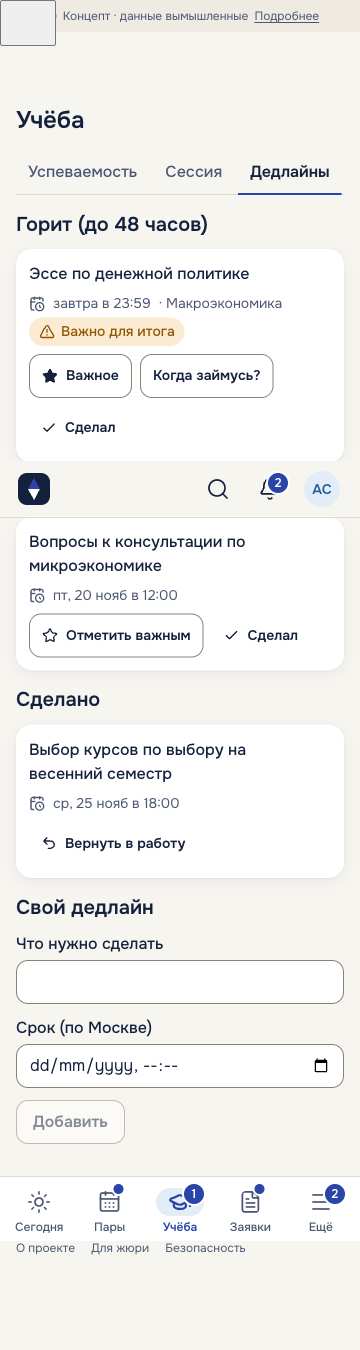 Концепт · данные вымышленные Подробнее
Учёба
Успеваемость Сессия Дедлайны
Горит (до 48 часов)
Эссе по денежной политике
завтра в 23:59 · Макроэкономика
Важно для итога
Важное Когда займусь?
Сделал
2 АС
Вопросы к консультации по
микроэкономике
пт, 20 нояб в 12:00
Отметить важным Сделал
Сделано
Выбор курсов по выбору на
весенний семестр
ср, 25 нояб в 18:00
Вернуть в работу
Свой дедлайн
Что нужно сделать
Срок (по Москве)
dd/mm/yyyy, --:--
Добавить
1 2
Сегодня Пары Учёба Заявки Ещё
О проекте Для жюри Безопасность